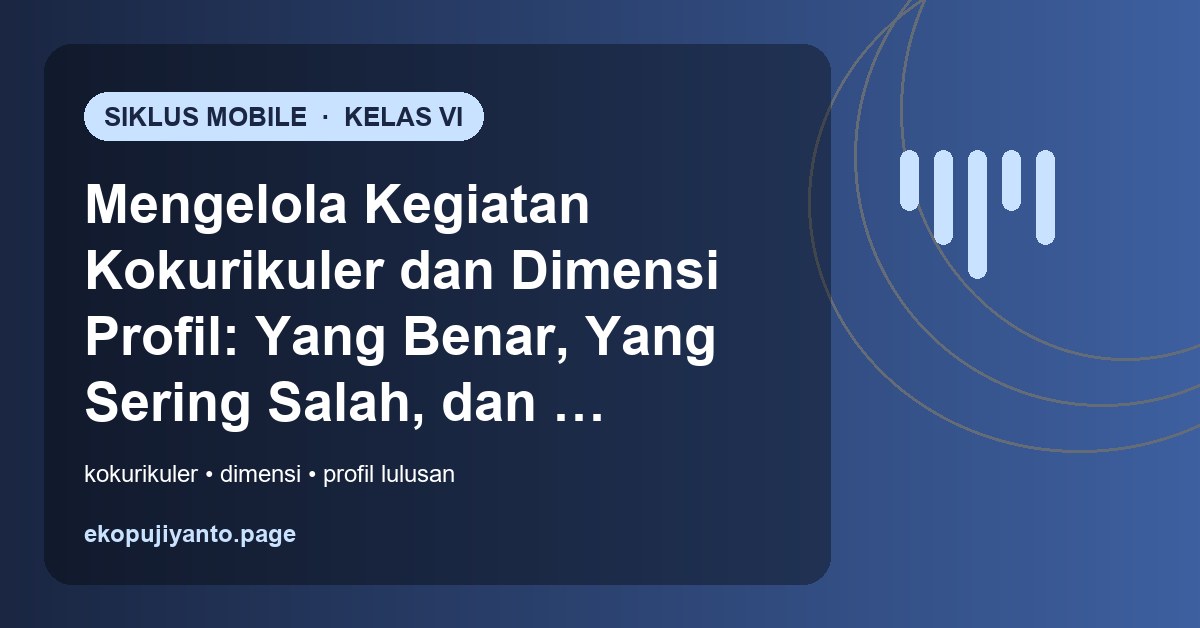 SIKLUS MOBILE · KELAS VI
Mengelola Kegiatan
Kokurikuler dan Dimensi
Profil: Yang Benar, Yang
Sering Salah, dan …
kokurikuler • dimensi • profil lulusan
ekopujiyanto.page